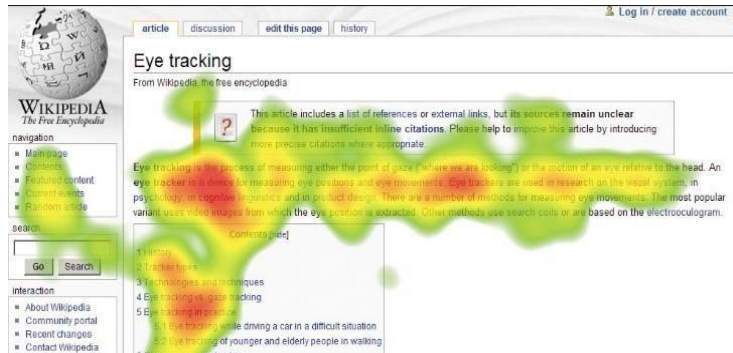 Log in / create account
article discussion edit this page history
Eye tracking
From Wikipedia, the free encyclopedia
WIKIPEDIA
The Free Encyclopedia
This article includes a list of references or external links, but its sources remain unclear
because it has insufficient inline citations. Please help to improve this article by introducing
more precise citations where appropriate.
navigation
Main page
Contents
Featured content
Current events
Random article
Eye tracking is the process of measuring either the point of gaze ("where we are looking") or the motion of an eye relative to the head. An
eye tracker is a device for measuring eye positions and eye movements. Eye trackers are used in research on the visual system, in
psychology, in cognitive linguistics and in product design. There are a number of methods for measuring eye movements. The most popular
variant uses video images from which the eye position is extracted. Other methods use search coils or are based on the electrooculogram.
search
Go Search
Contents [hide]
1 History
2 Tracker types
3 Technologies and techniques
4 Eye tracking vs. gaze tracking
5 Eye tracking in practice
5.1 Eye tracking while driving a car in a difficult situation
5.2 Eye tracking of younger and elderly people in walking
interaction
About Wikipedia
Community portal
Recent changes
Contact Wikipedia